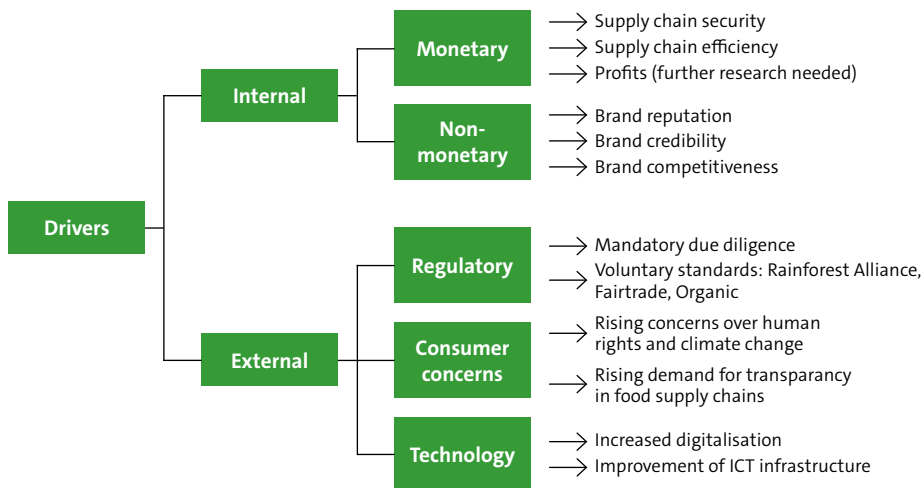 Drivers
Internal
Monetary
Supply chain security
Supply chain efficiency
Profits (further research needed)
Non-
monetary
Brand reputation
Brand credibility
Brand competitiveness
External
Regulatory
Mandatory due diligence
Voluntary standards: Rainforest Alliance,
Fairtrade, Organic
Consumer
concerns
Rising concerns over human
rights and climate change
Rising demand for transparancy
in food supply chains
Technology
Increased digitalisation
Improvement of ICT infrastructure